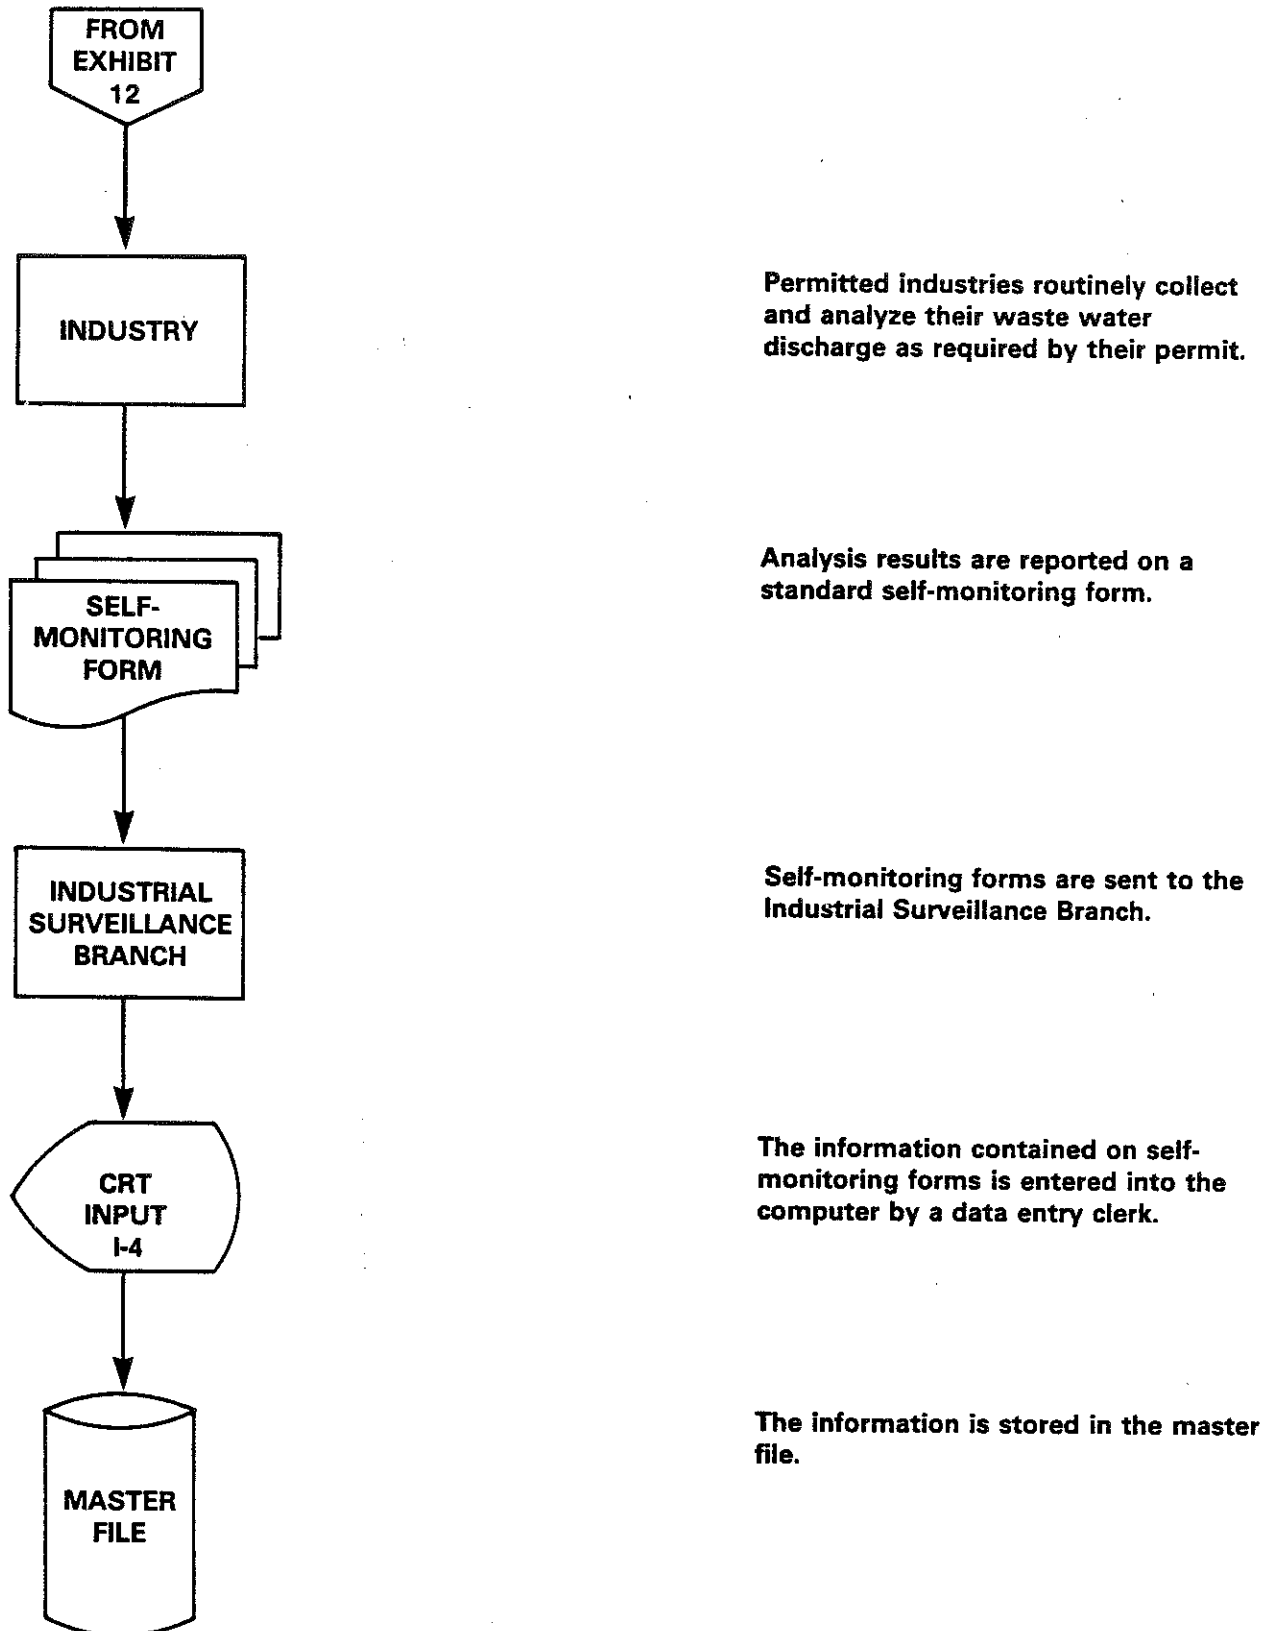 FROM
EXHIBIT
12
INDUSTRY
Permitted industries routinely collect
and analyze their waste water
discharge as required by their permit.
SELF-
MONITORING
FORM
Analysis results are reported on a
standard self-monitoring form.
INDUSTRIAL
SURVEILLANCE
BRANCH
Self-monitoring forms are sent to the
Industrial Surveillance Branch.
CRT
INPUT
I-4
The information contained on self-
monitoring forms is entered into the
computer by a data entry clerk.
MASTER
FILE
The information is stored in the master
file.